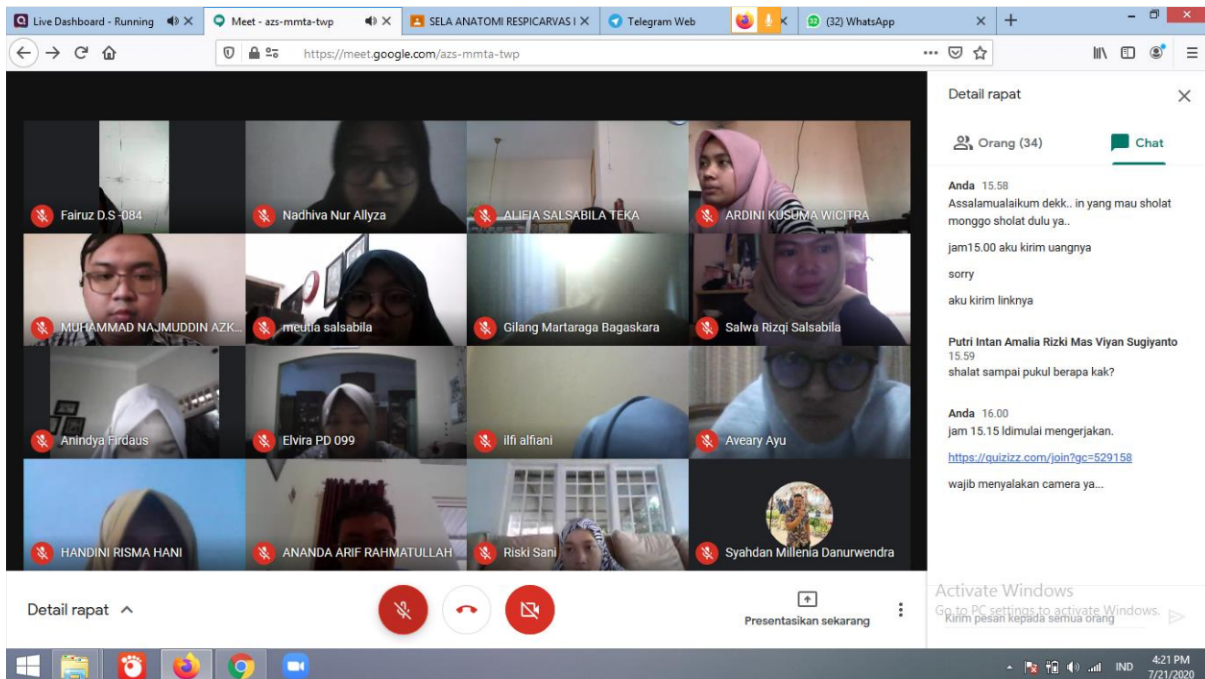 Live Dashboard - Running
Meet - azs-mmta-twp
SELA ANATOMI RESPICARVAS I
Telegram Web
(32) WhatsApp
https://meet.google.com/azs-mmta-twp
Detail rapat
Orang (34)
Chat
Anda 15.58
Assalamualaikum dekk.. in yang mau sholat
monggo sholat dulu ya..
jam15.00 aku kirim uangnya
sorry
aku kirim linknya
Putri Intan Amalia Rizki Mas Viyan Sugiyanto
15.59
shalat sampai pukul berapa kak?
Anda 16.00
jam 15.15 ldimulai mengerjakan.
https://quizizz.com/join?gc=529158
wajib menyalakan camera ya...
Fairuz D.S -084
Nadhiva Nur Allyza
ALIFIA SALSABILA TEKA
ARDINI KUSUMA WICITRA
MUHAMMAD NAJMUDDIN AZK...
meutia salsabila
Gilang Martaraga Bagaskara
Salwa Rizqi Salsabila
Anindya Firdaus
Elvira PD 099
ilfi alfiani
Aveary Ayu
HANDINI RISMA HANI
ANANDA ARIF RAHMATULLAH
Riski Sani
Syahdan Millenia Danurwendra
Detail rapat
Presentasikan sekarang
Activate Windows
Go to PC settings to activate Windows.
Kirim pesan kepada semua orang
IND
4:21 PM
7/21/2020